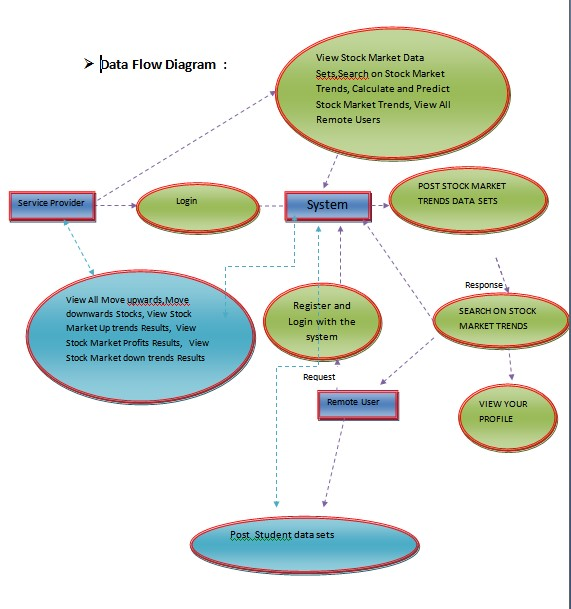 ➢ Data Flow Diagram :
View Stock Market Data
Sets,Search on Stock Market
Trends, Calculate and Predict
Stock Market Trends, View All
Remote Users
Service Provider
Login
System
POST STOCK MARKET
TRENDS DATA SETS
View All Move upwards,Move
downwards Stocks, View Stock
Market Up trends Results, View
Stock Market Profits Results, View
Stock Market down trends Results
Register and
Login with the
system
Response
SEARCH ON STOCK
MARKET TRENDS
Request
Remote User
VIEW YOUR
PROFILE
Post Student data sets